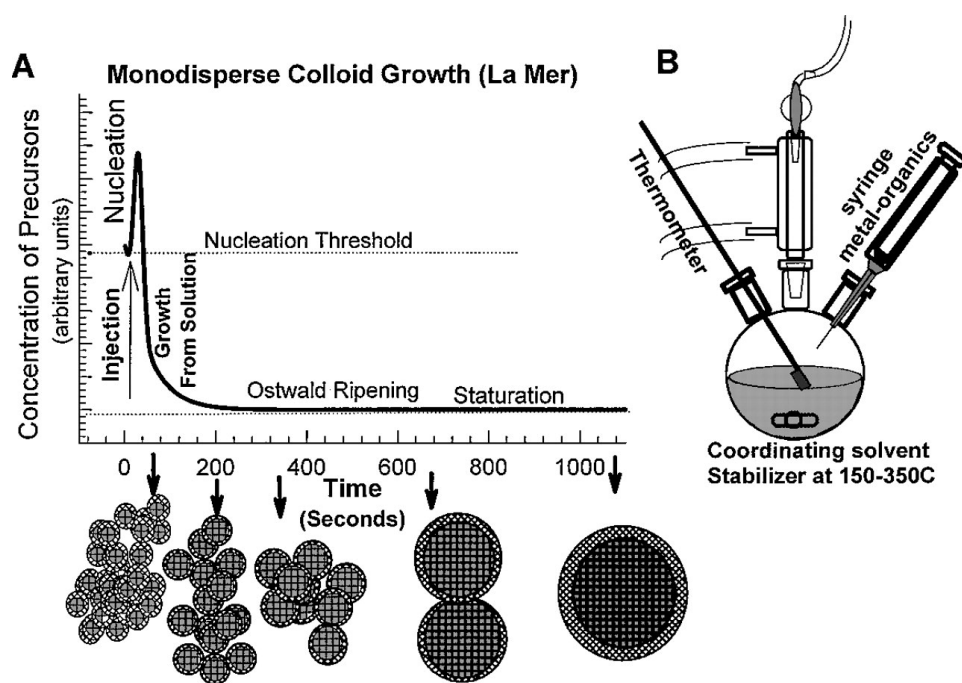 A
Monodisperse Colloid Growth (La Mer)
Concentration of Precursors
(arbitrary units)
Nucleation
Nucleation Threshold
Injection
Growth
From Solution
Ostwald Ripening
Staturation
0 200 400 600 800 1000
Time
(Seconds)
B
Thermometer
syringe
metal-organics
Coordinating solvent
Stabilizer at 150-350C